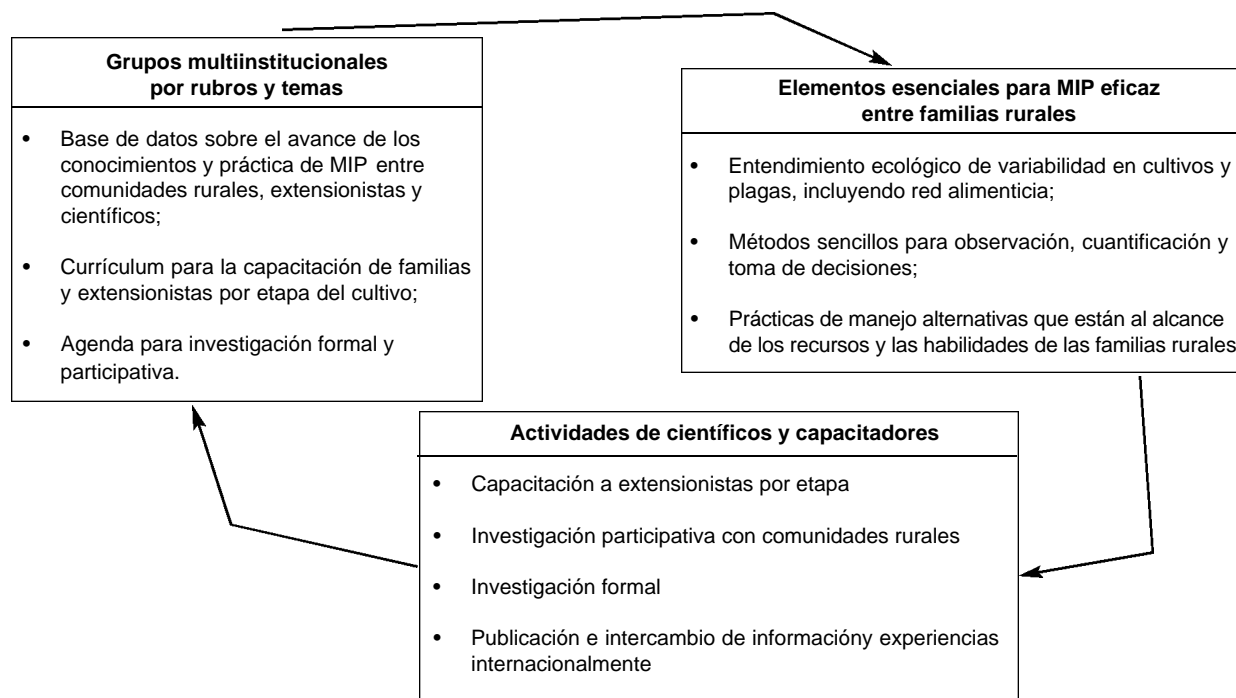 Grupos multiinstitucionales
por rubros y temas
• Base de datos sobre el avance de los
conocimientos y práctica de MIP entre
comunidades rurales, extensionistas y
científicos;
• Currículum para la capacitación de familias
y extensionistas por etapa del cultivo;
• Agenda para investigación formal y
participativa.
Elementos esenciales para MIP eficaz
entre familias rurales
• Entendimiento ecológico de variabilidad en cultivos y
plagas, incluyendo red alimenticia;
• Métodos sencillos para observación, cuantificación y
toma de decisiones;
• Prácticas de manejo alternativas que están al alcance
de los recursos y las habilidades de las familias rurales
Actividades de científicos y capacitadores
• Capacitación a extensionistas por etapa
• Investigación participativa con comunidades rurales
• Investigación formal
• Publicación e intercambio de informacióny experiencias
internacionalmente